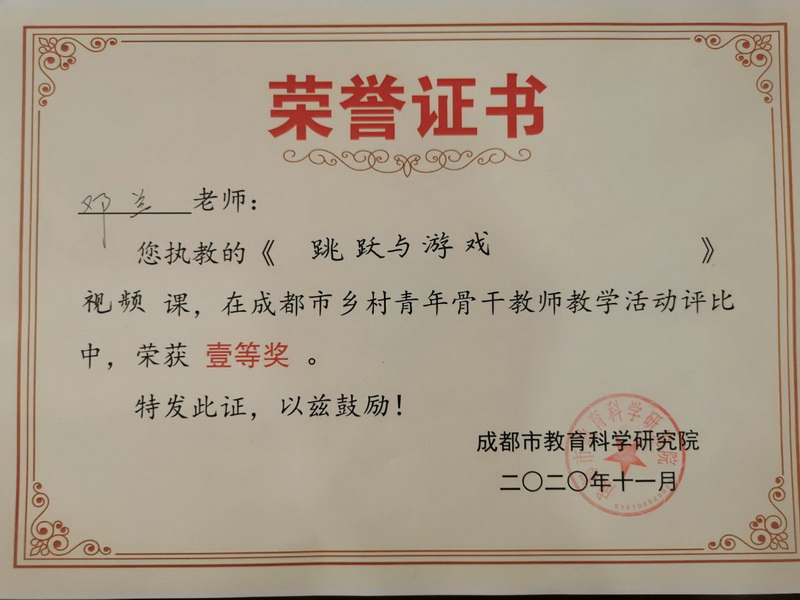 荣誉证书
邓兰 老师：
您执教的《 跳跃与游戏 》
视频 课，在成都市乡村青年骨干教师教学活动评比
中，荣获 壹等奖 。
特发此证，以兹鼓励！
成都市教育科学研究院
二〇二〇年十一月